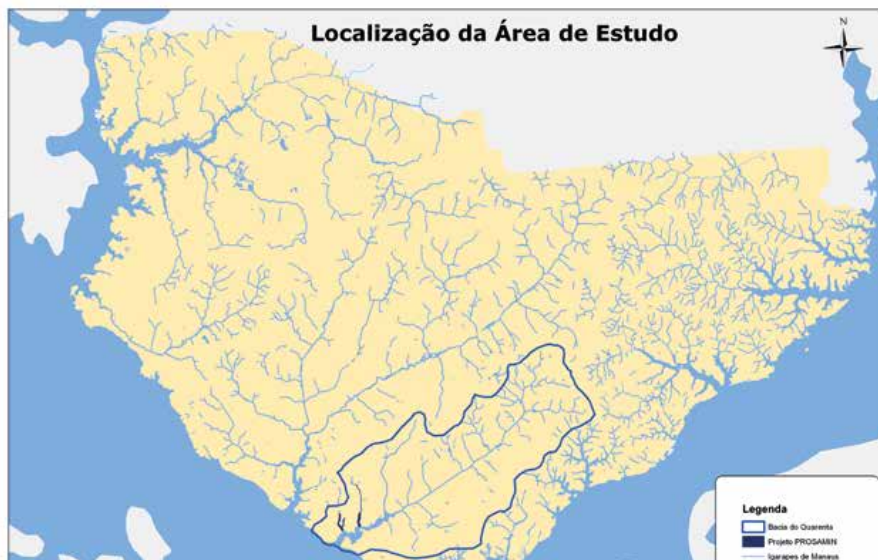 Localização da Área de Estudo
N
Legenda
Bacia do Quarenta
Projeto PROSAMIN
Igarapes de Manaus